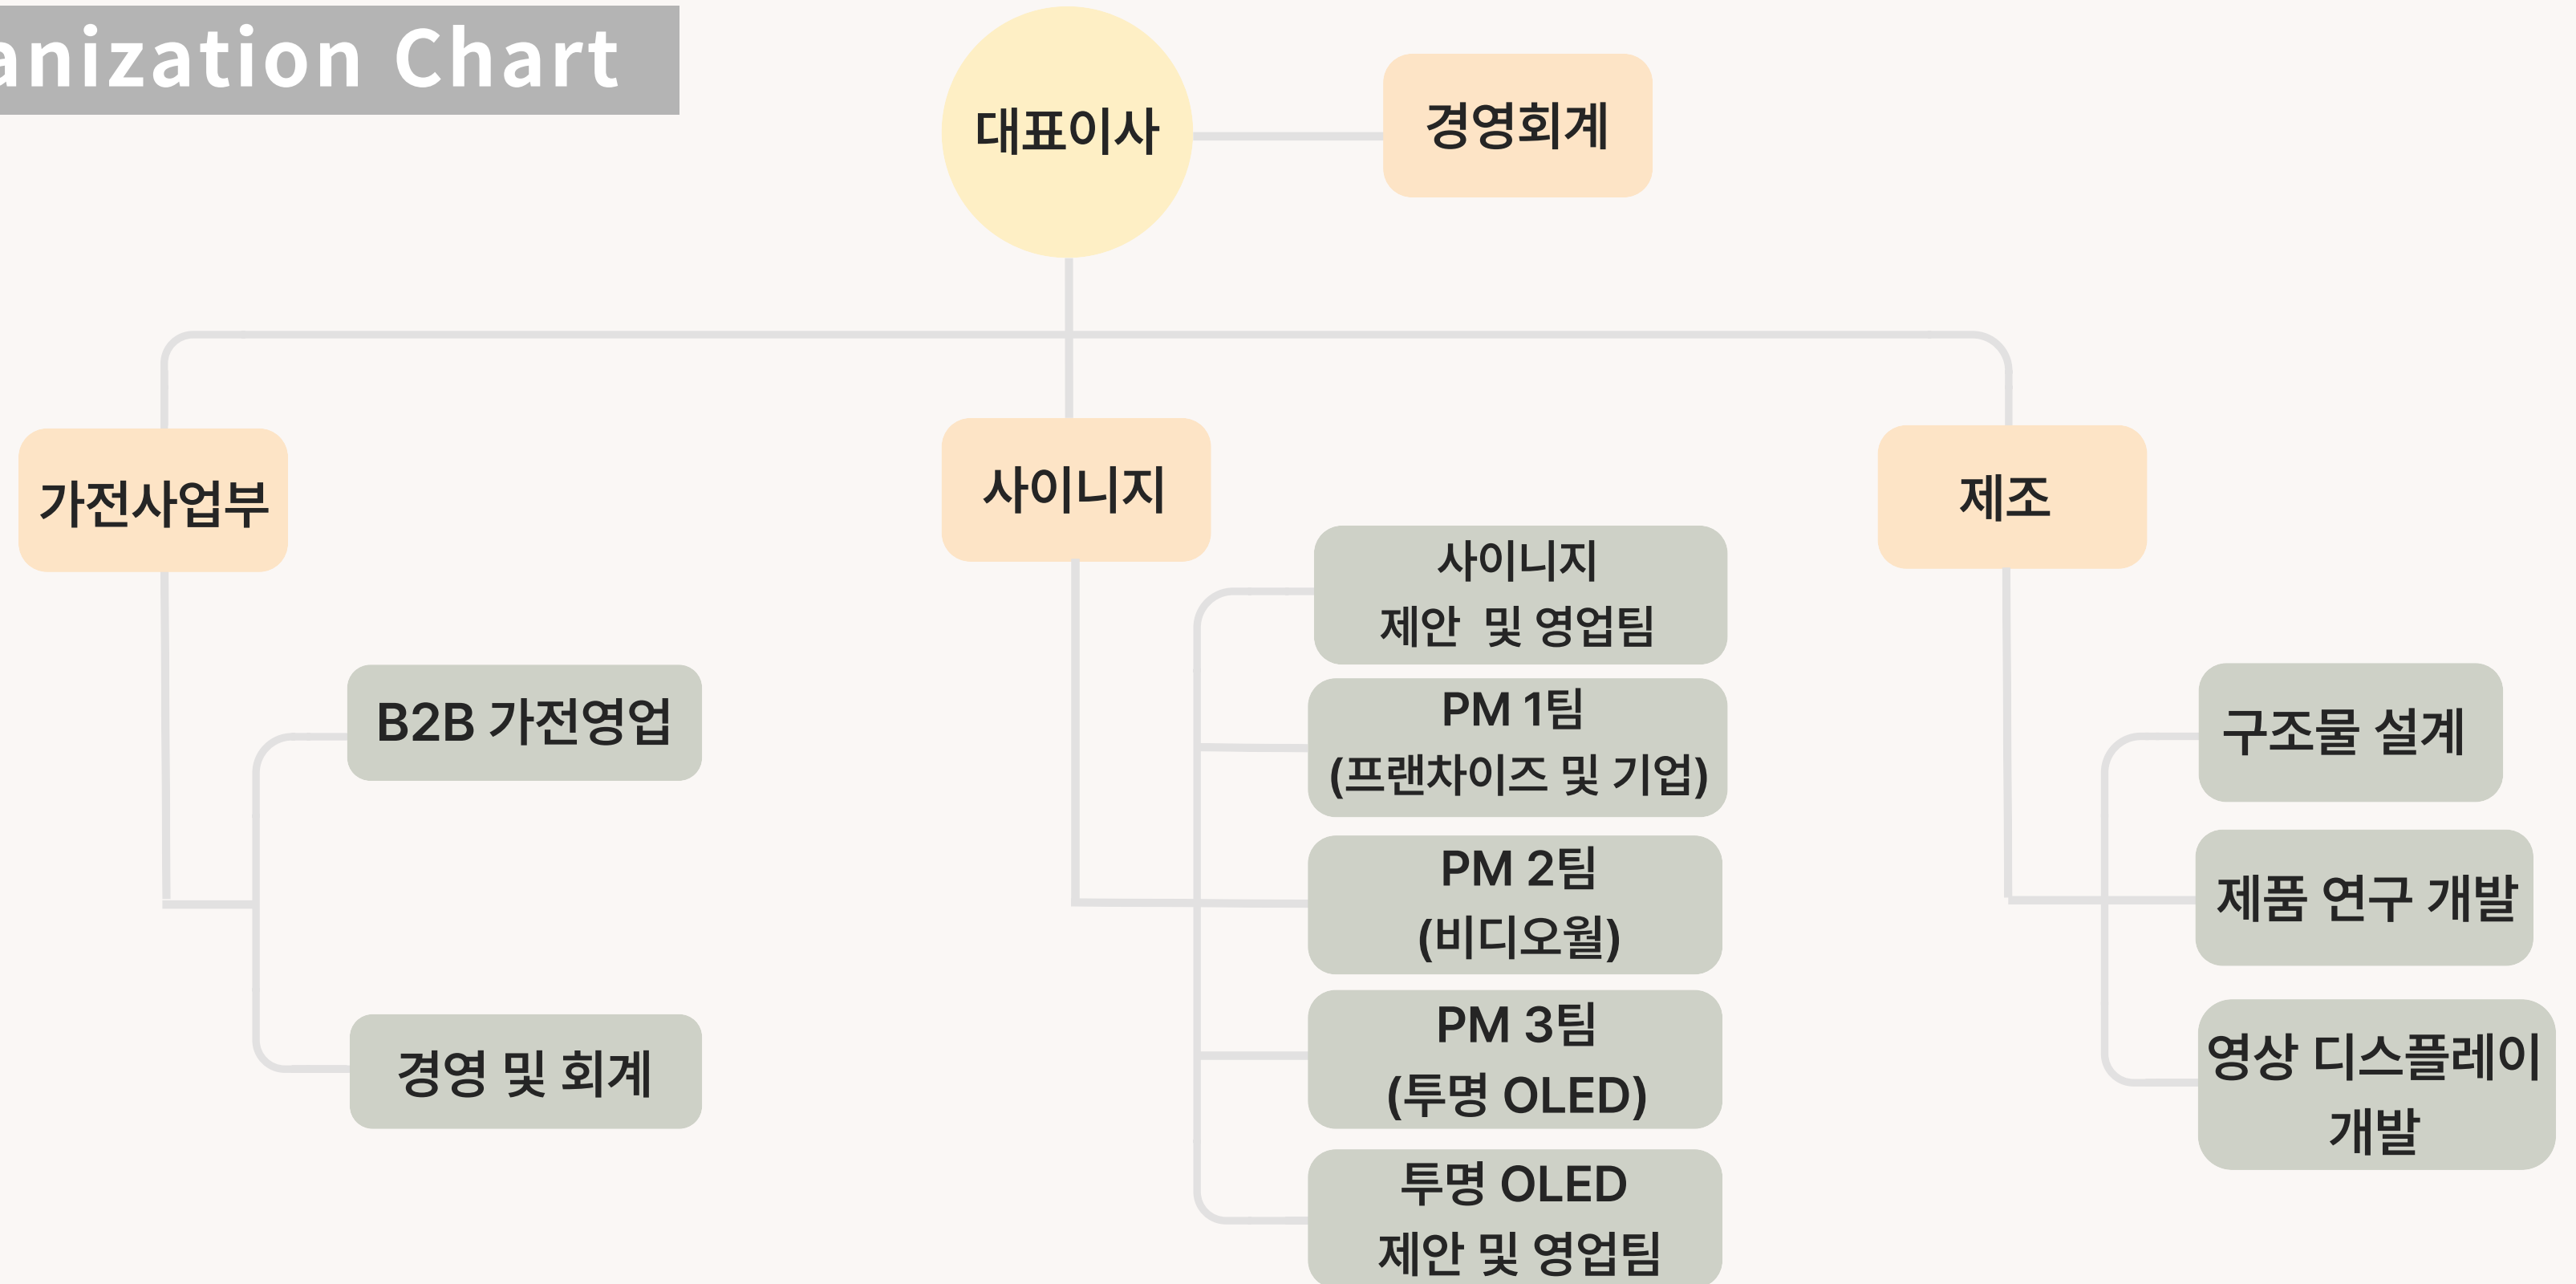 anization Chart
대표이사
경영회계
가전사업부
B2B 가전영업
경영 및 회계
사이니지
사이니지
제안 및 영업팀
PM 1팀
(프랜차이즈 및 기업)
PM 2팀
(비디오월)
PM 3팀
(투명 OLED)
투명 OLED
제안 및 영업팀
제조
구조물 설계
제품 연구 개발
영상 디스플레이
개발